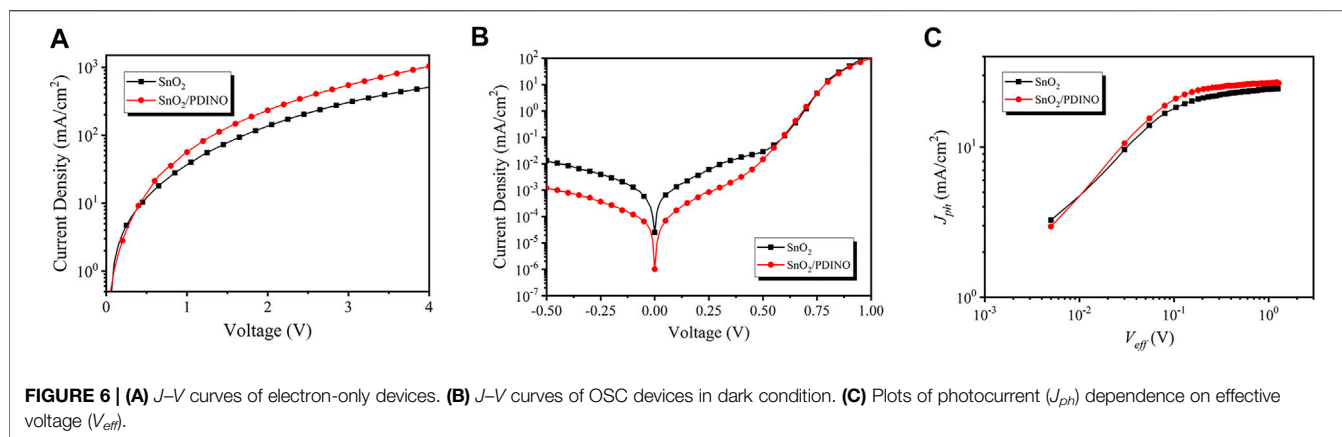 A
Current Density (mA/cm²)
10³
10²
10¹
10⁰
SnO₂
SnO₂/PDINO
0 1 2 3 4
Voltage (V)
B
Current Density (mA/cm²)
10²
10¹
10⁰
10⁻¹
10⁻²
10⁻³
10⁻⁴
10⁻⁵
10⁻⁶
10⁻⁷
SnO₂
SnO₂/PDINO
-0.50 -0.25 0.00 0.25 0.50 0.75 1.00
Voltage (V)
C
Jph (mA/cm²)
10¹
10⁰
SnO₂
SnO₂/PDINO
10⁻³ 10⁻² 10⁻¹ 10⁰
Veff (V)
FIGURE 6 | (A) J–V curves of electron-only devices. (B) J–V curves of OSC devices in dark condition. (C) Plots of photocurrent (Jph) dependence on effective
voltage (Veff).